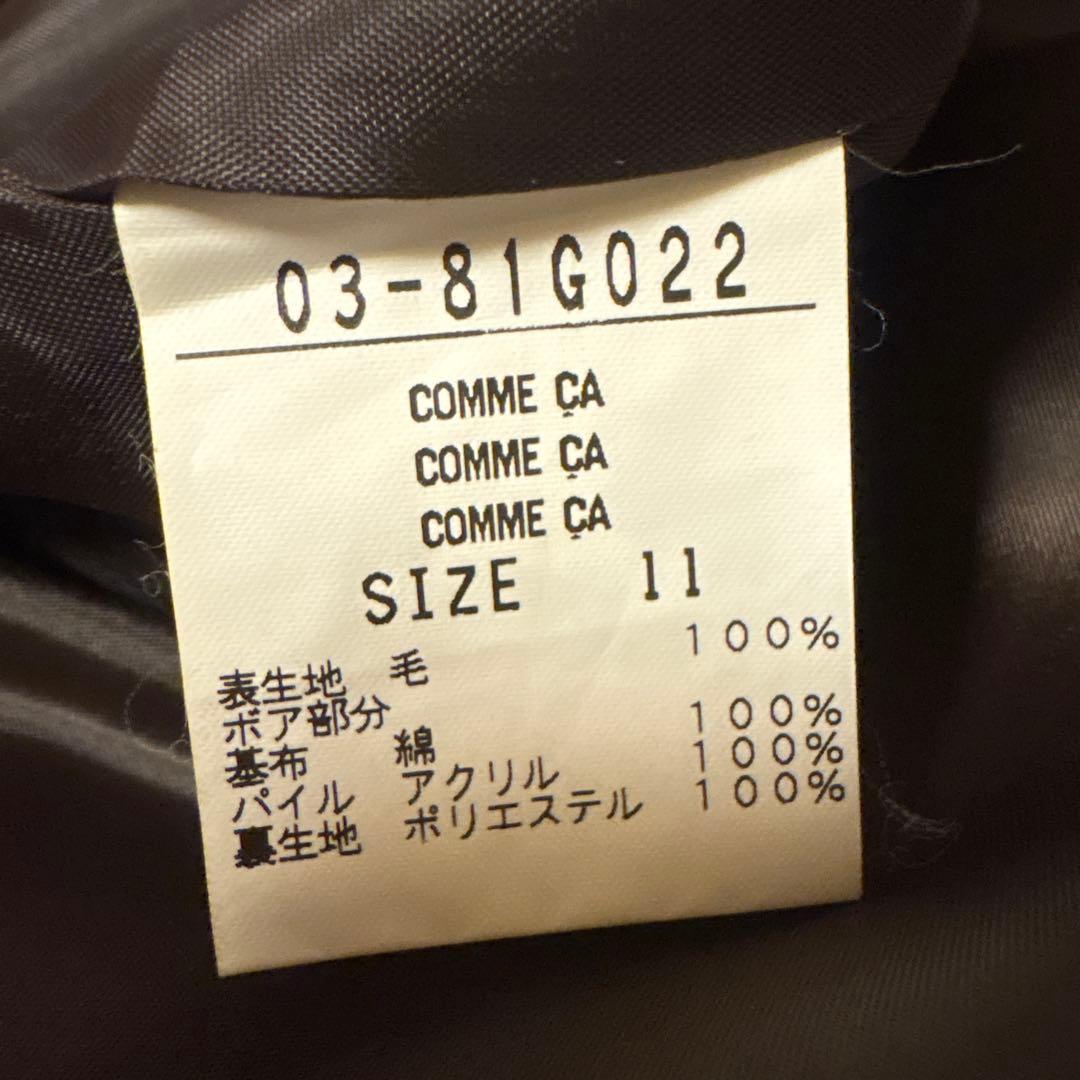 03-81G022
COMME ÇA
COMME ÇA
COMME ÇA
SIZE 11
表生地 毛 100%
ボア部分
基布 綿 100%
パイル アクリル 100%
裏生地 ポリエステル 100%